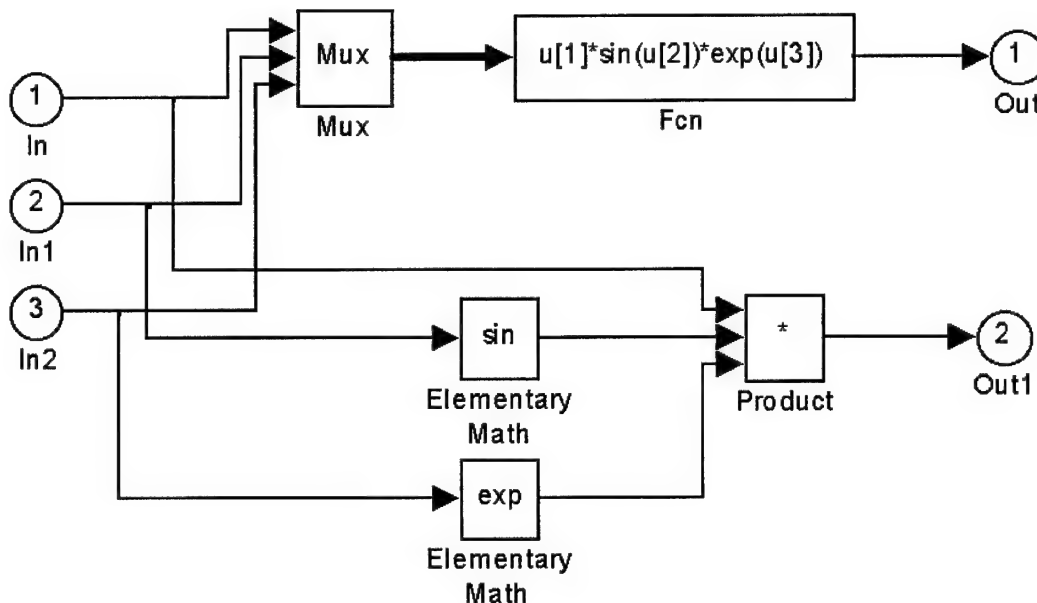 Mux
u[1]*sin(u[2])*exp(u[3])
1
Out
Mux
Fcn
1
In
2
In1
3
In2
sin
Elementary
Math
*
Product
2
Out1
exp
Elementary
Math